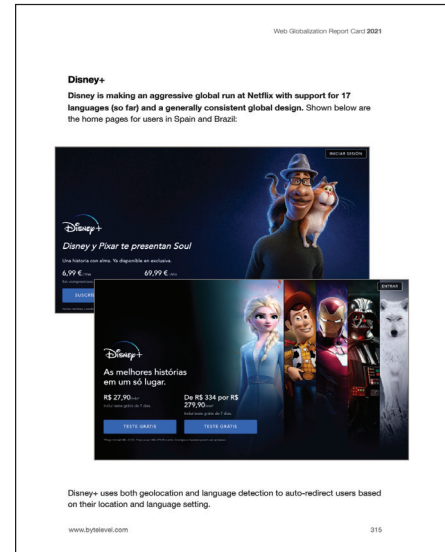 Web Globalization Report Card 2021
Disney+
Disney is making an aggressive global run at Netflix with support for 17
languages (so far) and a generally consistent global design. Shown below are
the home pages for users in Spain and Brazil:
INICIAR SESIÓN
Disney+
Disney y Pixar te presentan Soul
Una historia con alma. Ya disponible en exclusiva.
6,99 € 69,99 €
ENTRAR
Disney+
As melhores histórias
em um só lugar.
R$ 27,90 De R$ 334 por R$
279,90
TESTE GRÁTIS TESTE GRÁTIS
Disney+ uses both geolocation and language detection to auto-redirect users based
on their location and language setting.
www.bytelevel.com 315